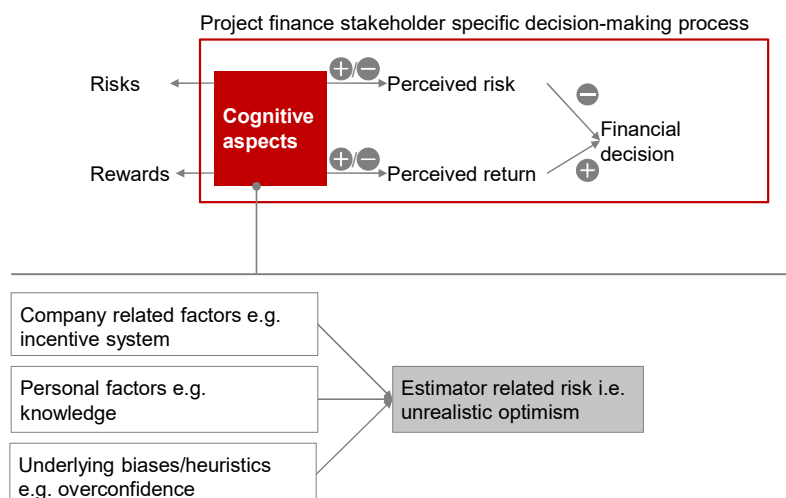 Project finance stakeholder specific decision-making process
Risks
+/−
Perceived risk
−
Cognitive
aspects
Financial
decision
Rewards
+/−
Perceived return
+
Company related factors e.g.
incentive system
Personal factors e.g.
knowledge
Estimator related risk i.e.
unrealistic optimism
Underlying biases/heuristics
e.g. overconfidence